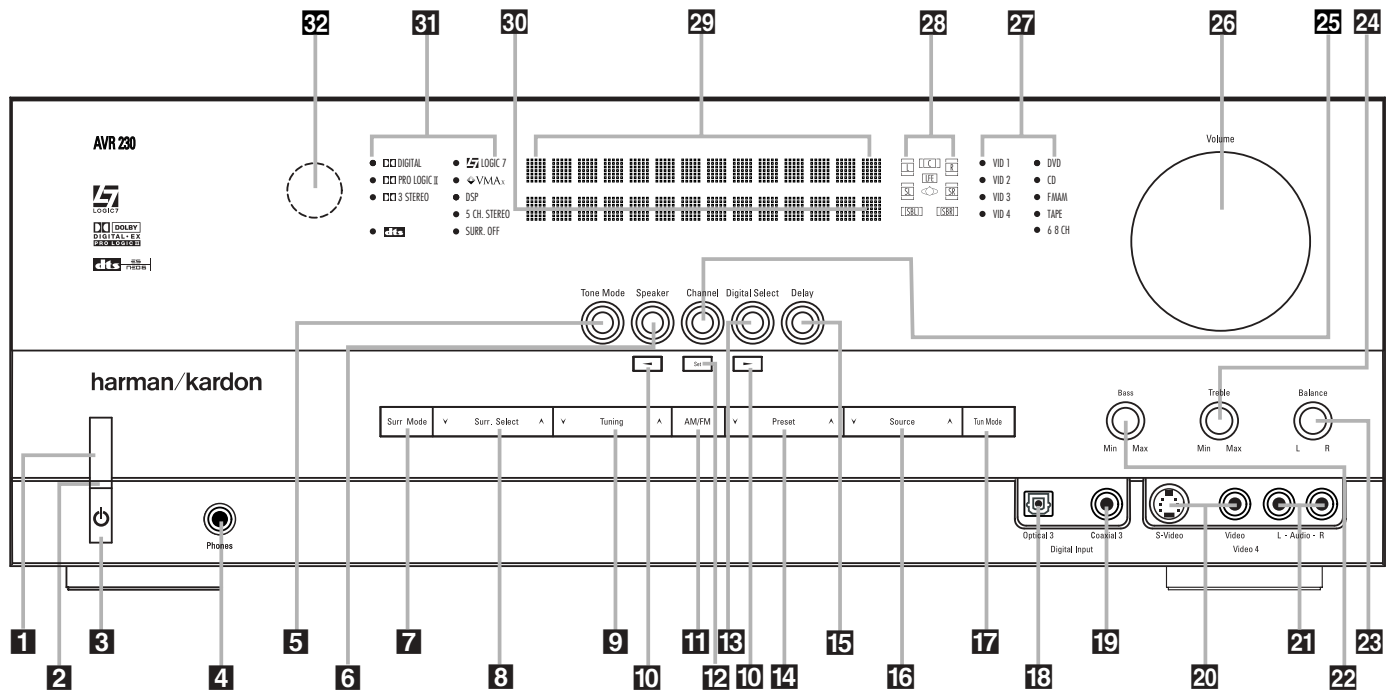 32 31 30 29 28 27 26 25 24
AVR 230
LOGIC7
DOLBY
DIGITAL•EX
PRO LOGIC II
dts ES
NEO:6
DIGITAL
PRO LOGIC II
3 STEREO
dts
LOGIC 7
VMAx
DSP
5 CH. STEREO
SURR. OFF
L C R
LFE
SL SR
SBL SBR
VID 1
VID 2
VID 3
VID 4
DVD
CD
FMAM
TAPE
6 8 CH
Volume
Tone Mode Speaker Channel Digital Select Delay
Set
harman/kardon
Surr Mode Surr. Select Tuning AM/FM Preset Source Tun Mode
Bass Treble Balance
Min Max Min Max L R
Phones
Optical 3 Coaxial 3
Digital Input
S-Video Video L - Audio - R
Video 4
1 3 5 7 9 11 13 15 17 19 21 23
2 4 6 8 10 12 10 14 16 18 20 22